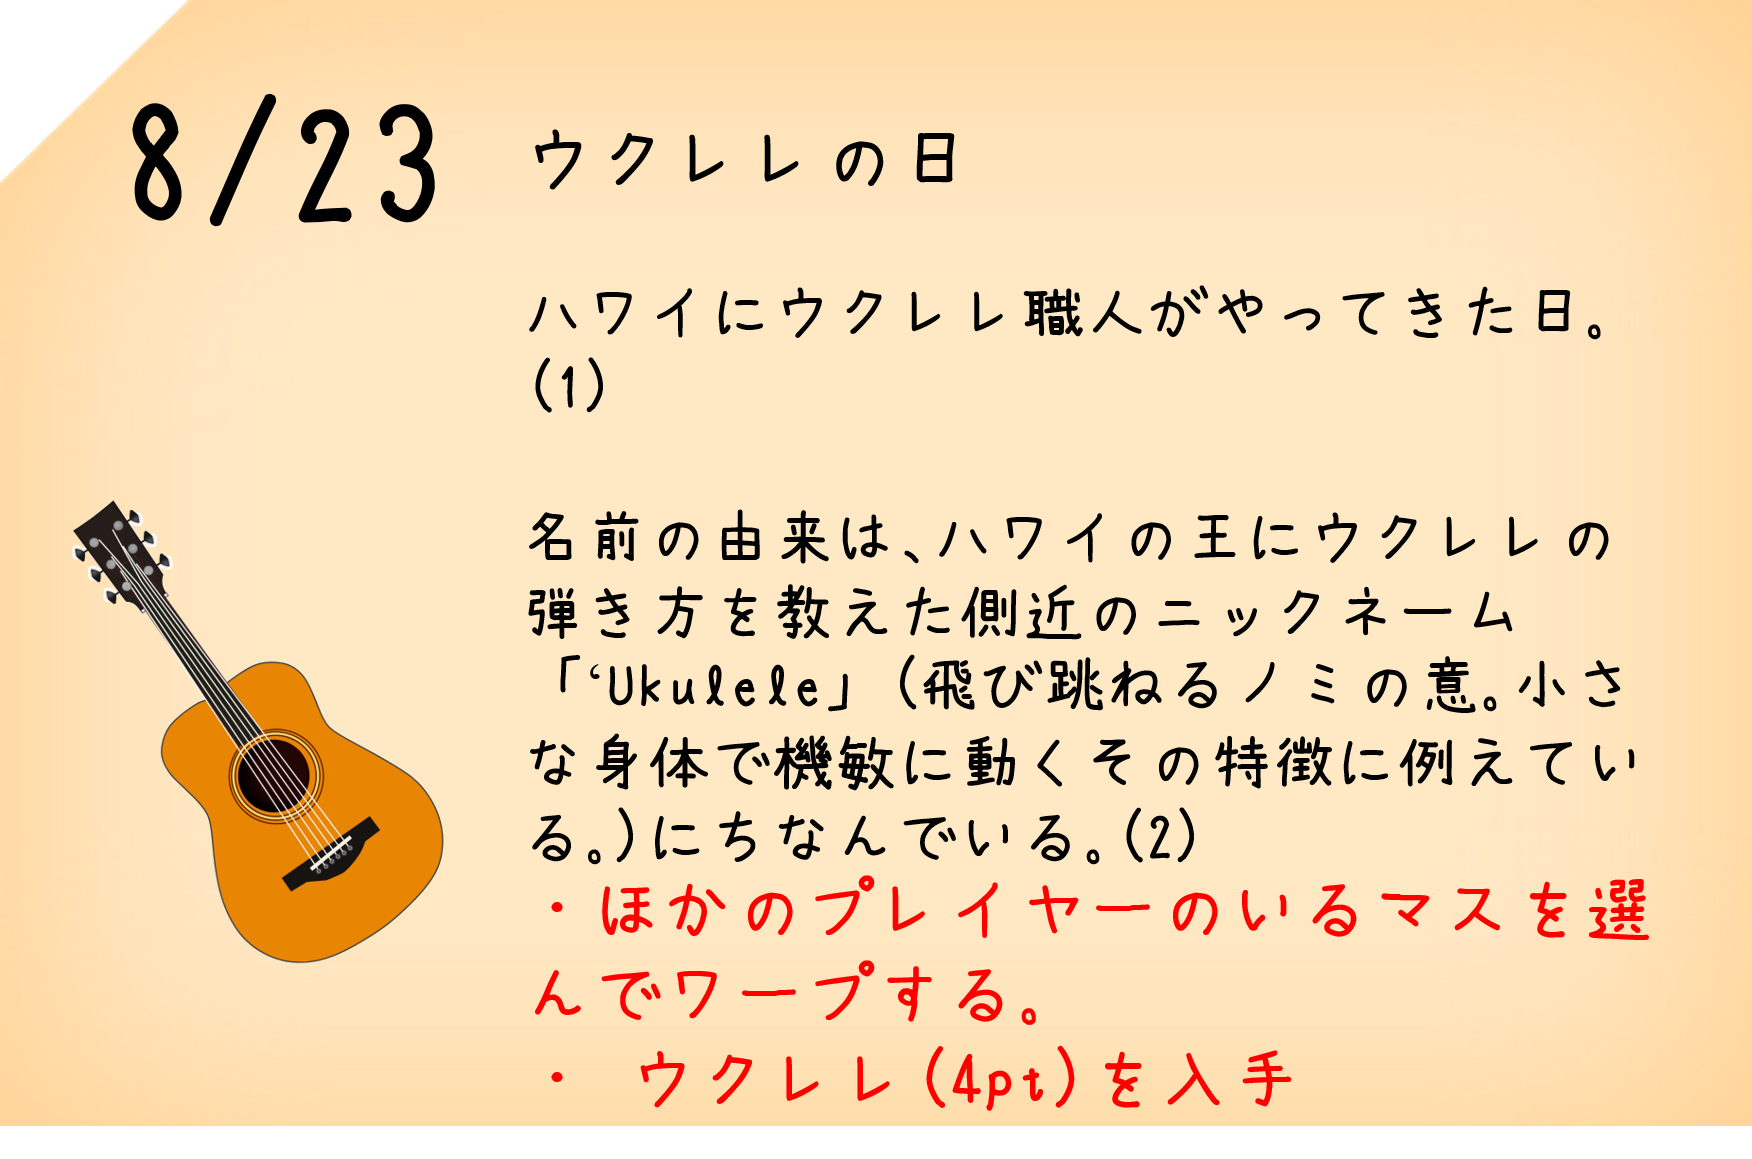 8/23 ウクレレの日
ハワイにウクレレ職人がやってきた日。
(1)
名前の由来は、ハワイの王にウクレレの
弾き方を教えた側近のニックネーム
「‘Ukulele」(飛び跳ねるノミの意。小さ
な身体で機敏に動くその特徴に例えてい
る。)にちなんでいる。(2)
・ほかのプレイヤーのいるマスを選
んでワープする。
・ ウクレレ(4pt)を入手